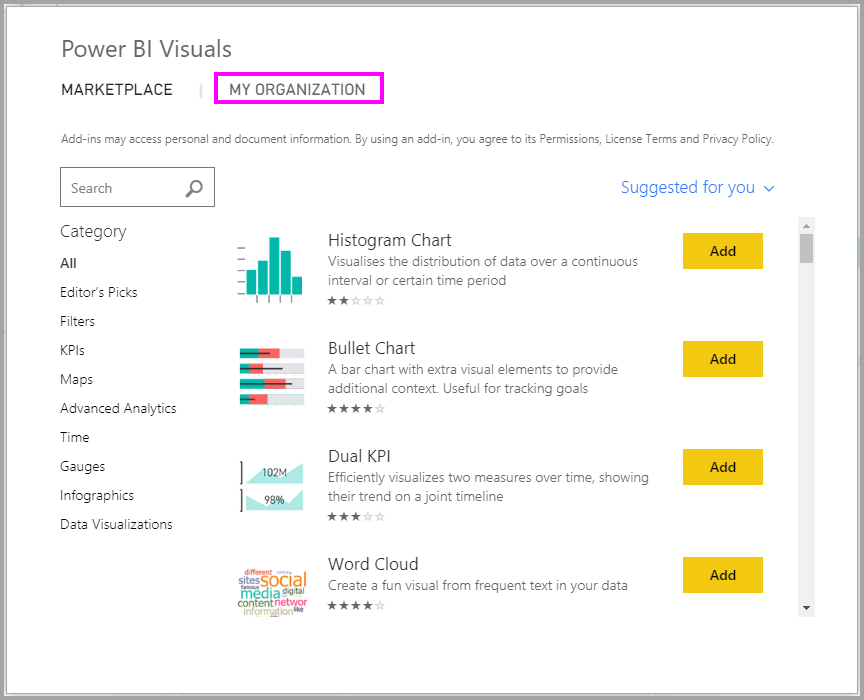 Power BI Visuals
MARKETPLACE | MY ORGANIZATION
Add-ins may access personal and document information. By using an add-in, you agree to its Permissions, License Terms and Privacy Policy.
Search
Suggested for you
Category
All
Editor's Picks
Filters
KPIs
Maps
Advanced Analytics
Time
Gauges
Infographics
Data Visualizations
Histogram Chart
Visualises the distribution of data over a continuous
interval or certain time period
Add
Bullet Chart
A bar chart with extra visual elements to provide
additional context. Useful for tracking goals
Add
102M
98%
Dual KPI
Efficiently visualizes two measures over time, showing
their trend on a joint timeline
Add
different
sites social
famous
media digital
content networ
information like
Word Cloud
Create a fun visual from frequent text in your data
Add